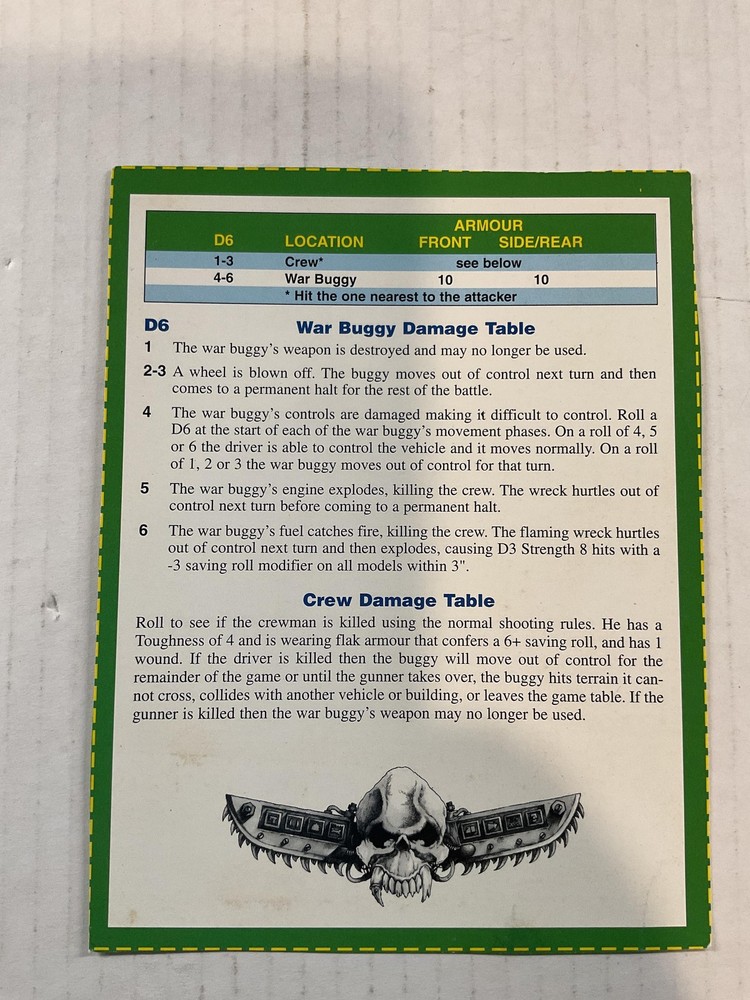 ARMOUR
D6 LOCATION FRONT SIDE/REAR
1-3 Crew* see below
4-6 War Buggy 10 10
* Hit the one nearest to the attacker
D6 War Buggy Damage Table
1 The war buggy's weapon is destroyed and may no longer be used.
2-3 A wheel is blown off. The buggy moves out of control next turn and then
comes to a permanent halt for the rest of the battle.
4 The war buggy's controls are damaged making it difficult to control. Roll a
D6 at the start of each of the war buggy's movement phases. On a roll of 4, 5
or 6 the driver is able to control the vehicle and it moves normally. On a roll
of 1, 2 or 3 the war buggy moves out of control for that turn.
5 The war buggy's engine explodes, killing the crew. The wreck hurtles out of
control next turn before coming to a permanent halt.
6 The war buggy's fuel catches fire, killing the crew. The flaming wreck hurtles
out of control next turn and then explodes, causing D3 Strength 8 hits with a
-3 saving roll modifier on all models within 3".
Crew Damage Table
Roll to see if the crewman is killed using the normal shooting rules. He has a
Toughness of 4 and is wearing flak armour that confers a 6+ saving roll, and has 1
wound. If the driver is killed then the buggy will move out of control for the
remainder of the game or until the gunner takes over, the buggy hits terrain it can-
not cross, collides with another vehicle or building, or leaves the game table. If the
gunner is killed then the war buggy's weapon may no longer be used.